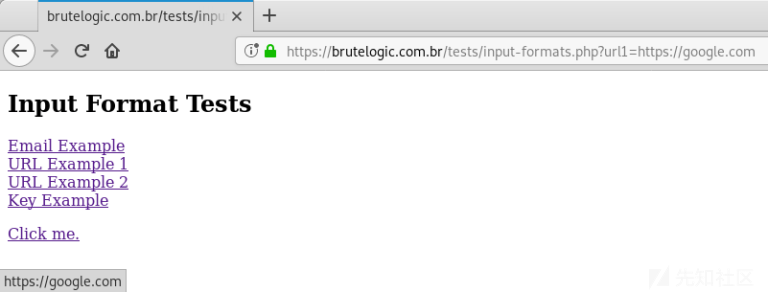 brutelogic.com.br/tests/inpu
https://brutelogic.com.br/tests/input-formats.php?url1=https://google.com
Input Format Tests
Email Example
URL Example 1
URL Example 2
Key Example
Click me.
https://google.com
先知社区